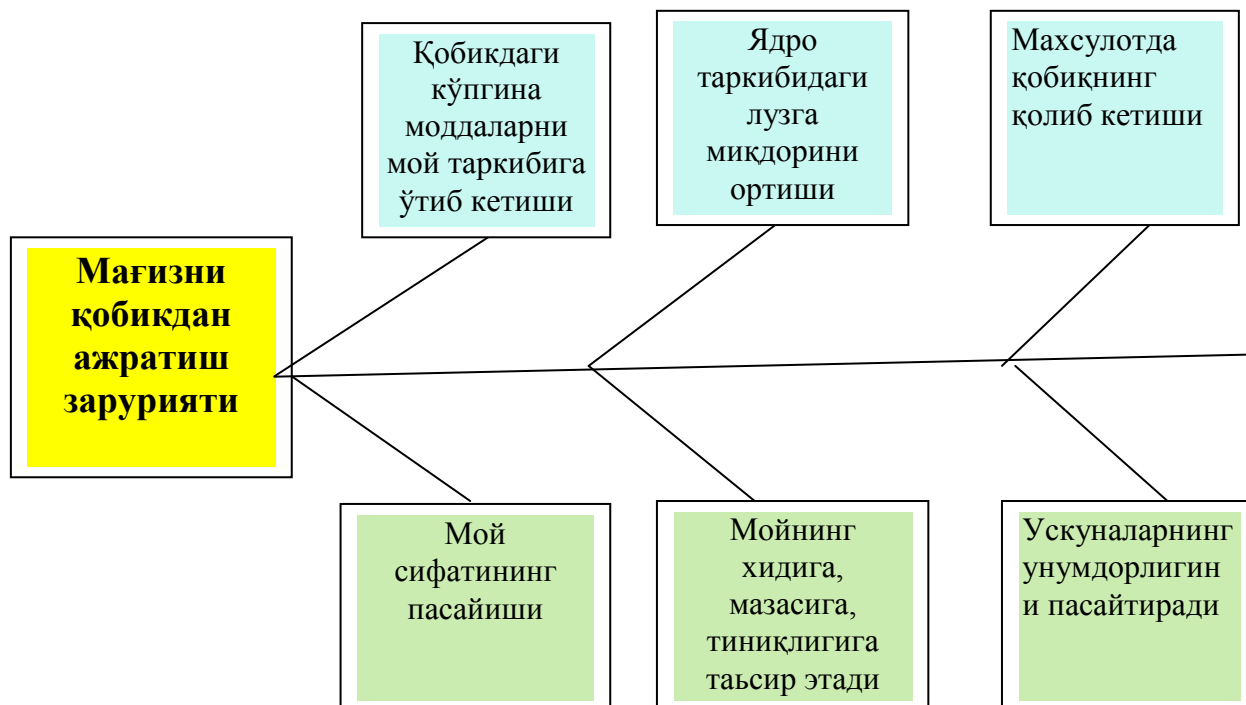 Қобикдаги
кўпгина
моддаларни
мой таркибига
ўтиб кетиши
Ядро
таркибидаги
лузга
миқдорини
ортиши
Махсулотда
қобиқнинг
қолиб кетиши
Мағизни
қобикдан
ажратиш
зарурияти
Мой
сифатининг
пасайиши
Мойнинг
хидига,
мазасига,
тиниқлигига
таьсир этади
Ускуналарнинг
унумдорлигин
и пасайтиради